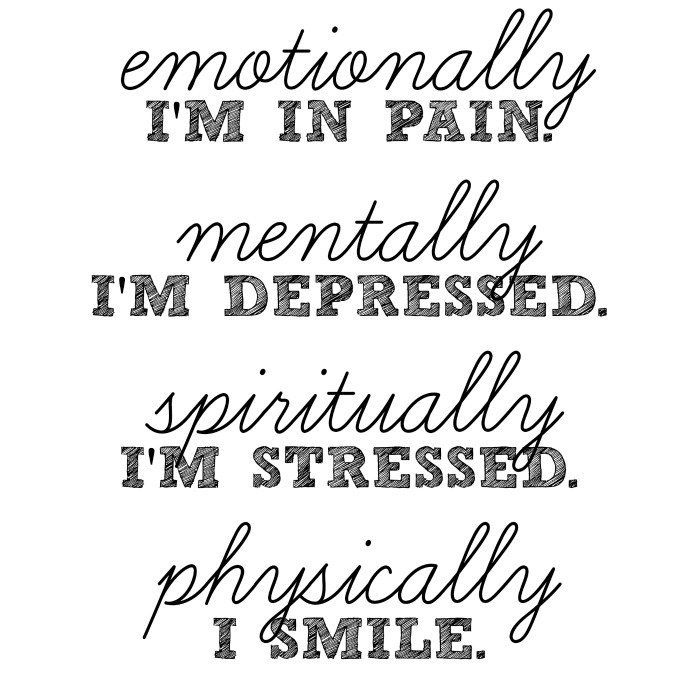 emotionally
I'M IN PAIN.
mentally
I'M DEPRESSED.
spiritually
I'M STRESSED.
physically
I SMILE.